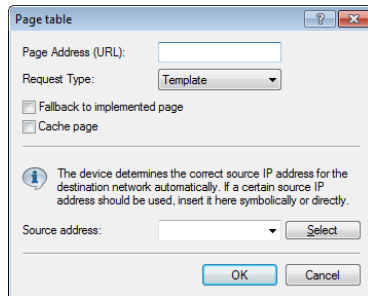 Page table
Page Address (URL):
Request Type:
Template
Fallback to implemented page
Cache page
The device determines the correct source IP address for the
destination network automatically. If a certain source IP
address should be used, insert it here symbolically or directly.
Source address:
Select
OK
Cancel